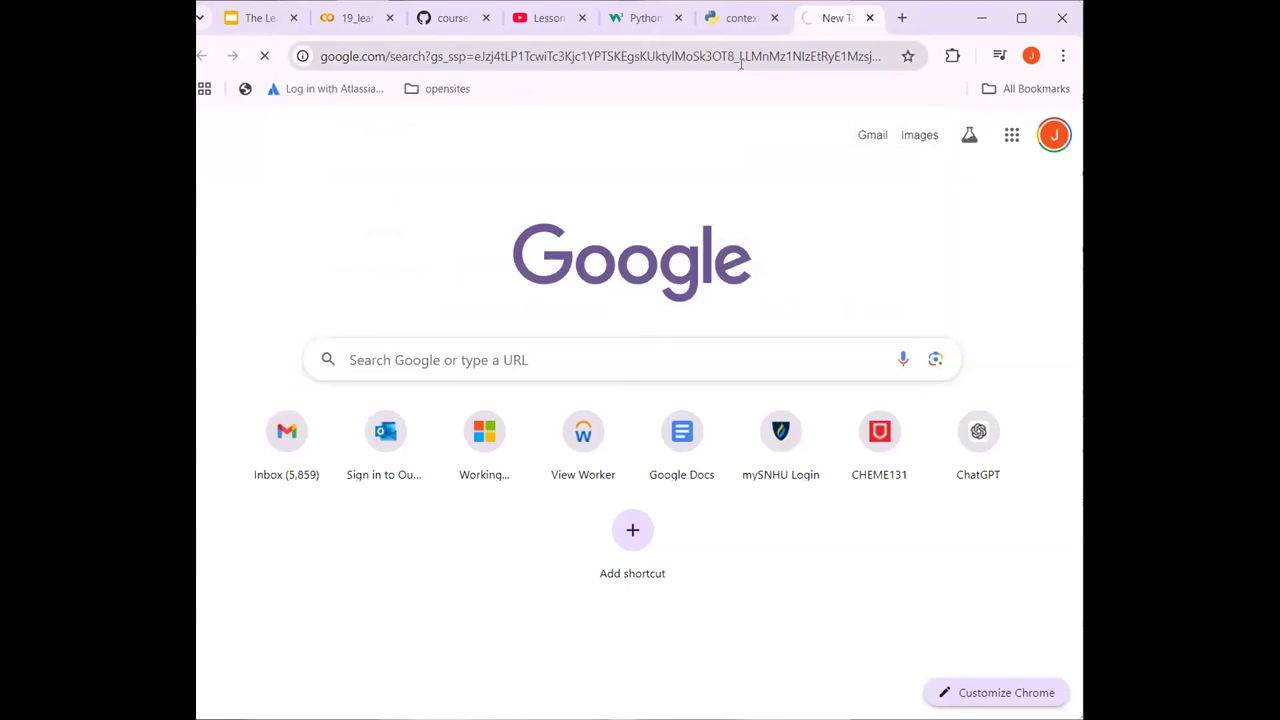 The Le
19_lear
course
Lesson
Python
contex
New Ta
google.com/search?gs_ssp=eJzj4tLP1TcwiTc3Kjc1YPTSKEgsKUktylMoSk3OT8_LLMnMz1NIzEtRyE1Mzsj...
Log in with Atlassia...
opensites
All Bookmarks
J
Gmail
Images
J
Google
Search Google or type a URL
Inbox (5,859)
Sign in to Ou...
Working...
View Worker
Google Docs
mySNHU Login
CHEME131
ChatGPT
Add shortcut
Customize Chrome